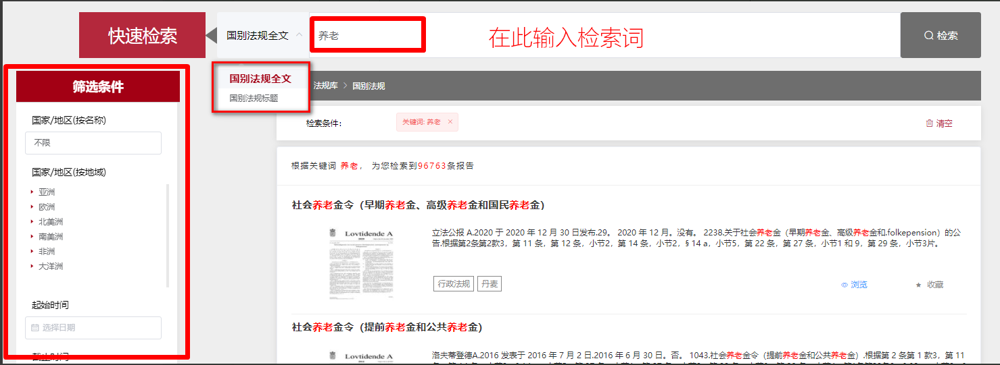 快速检索
国别法规全文
养老
在此输入检索词
检索
国别法规全文
国别法规标题
法规库 > 国别法规
筛选条件
国家/地区(按名称)
不限
国家/地区(按地域)
亚洲
欧洲
北美洲
南美洲
非洲
大洋洲
起始时间
选择日期
截止时间
检索条件：
关键词: 养老 ×
清空
根据关键词 养老， 为您检索到96763条报告
社会养老金令（早期养老金、高级养老金和国民养老金）
Lovtidende A
立法公报 A.2020 于 2020 年 12 月 30 日发布.29。 2020 年 12 月。没有。 2238.关于社会养老金（早期养老金、高级养老金和.folkepension）的公
告.根据第2条第2款3，第 11 条，第 12 条，小节2，第 14 条，小节2，§ 14 a，小节5，第 22 条，第 27 条，小节1 和 9，第 29 条，小节3片。
行政法规
丹麦
浏览
收藏
社会养老金令（提前养老金和公共养老金）
Lovtidende A
洛夫蒂登德A.2016 发表于 2016 年 7 月 2 日.2016 年 6 月 30 日。否。 1043.社会养老金令（提前养老金和公共养老金）.根据第 2 条第 1 款3，第 11